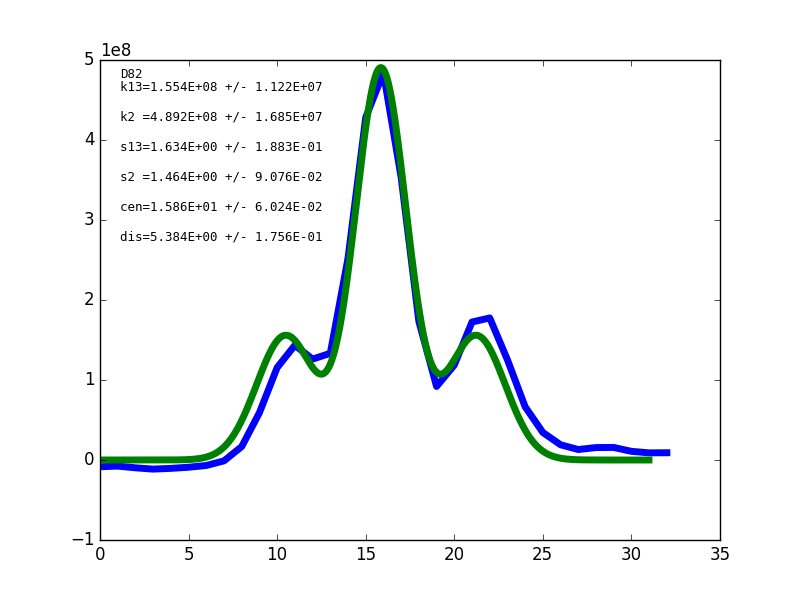 1e8
5
D82
k13=1.554E+08 +/- 1.122E+07
k2 =4.892E+08 +/- 1.685E+07
4
s13=1.634E+00 +/- 1.883E-01
s2 =1.464E+00 +/- 9.076E-02
cen=1.586E+01 +/- 6.024E-02
3
dis=5.384E+00 +/- 1.756E-01
2
1
0
−1
0 5 10 15 20 25 30 35